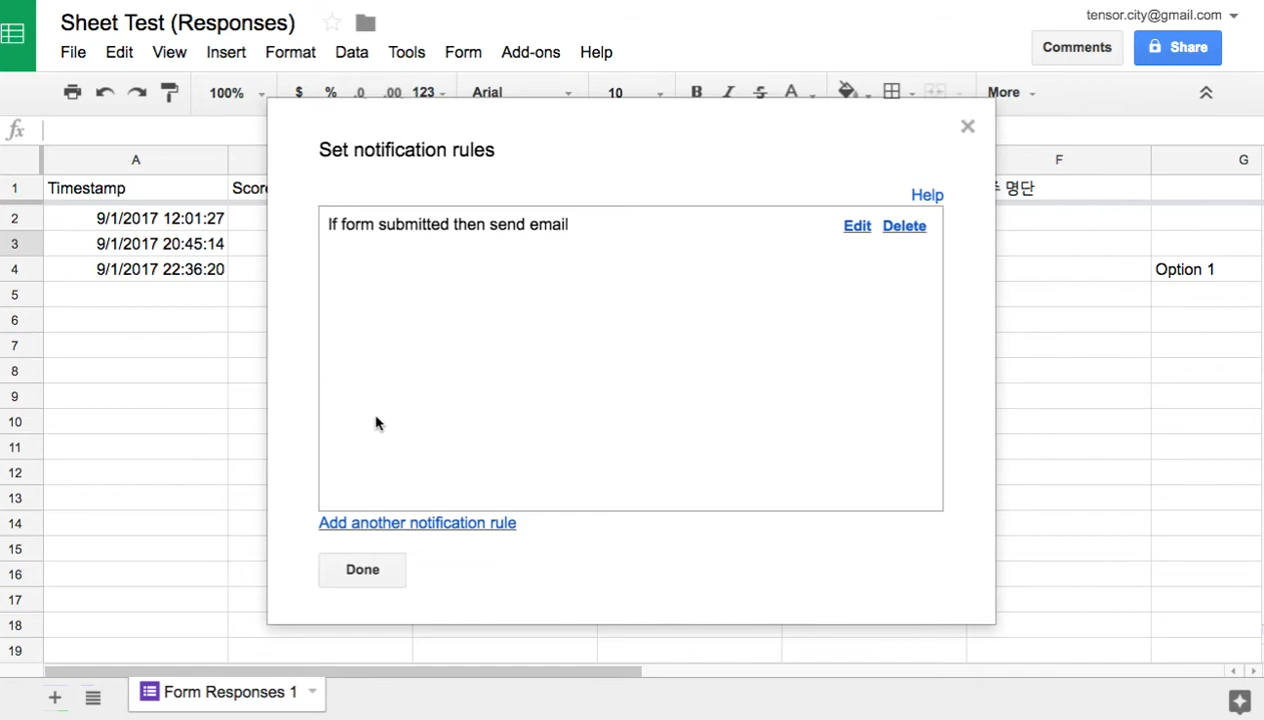 Sheet Test (Responses)
tensor.city@gmail.com
File Edit View Insert Format Data Tools Form Add-ons Help
Comments
Share
100% $ % .0 .00 123 Arial 10 B I S A More
fx
Set notification rules
Help
If form submitted then send email Edit Delete
Add another notification rule
Done
A F G
1 Timestamp 명단
2 9/1/2017 12:01:27
3 9/1/2017 20:45:14
4 9/1/2017 22:36:20 Option 1
5
6
7
8
9
10
11
12
13
14
15
16
17
18
19
Form Responses 1